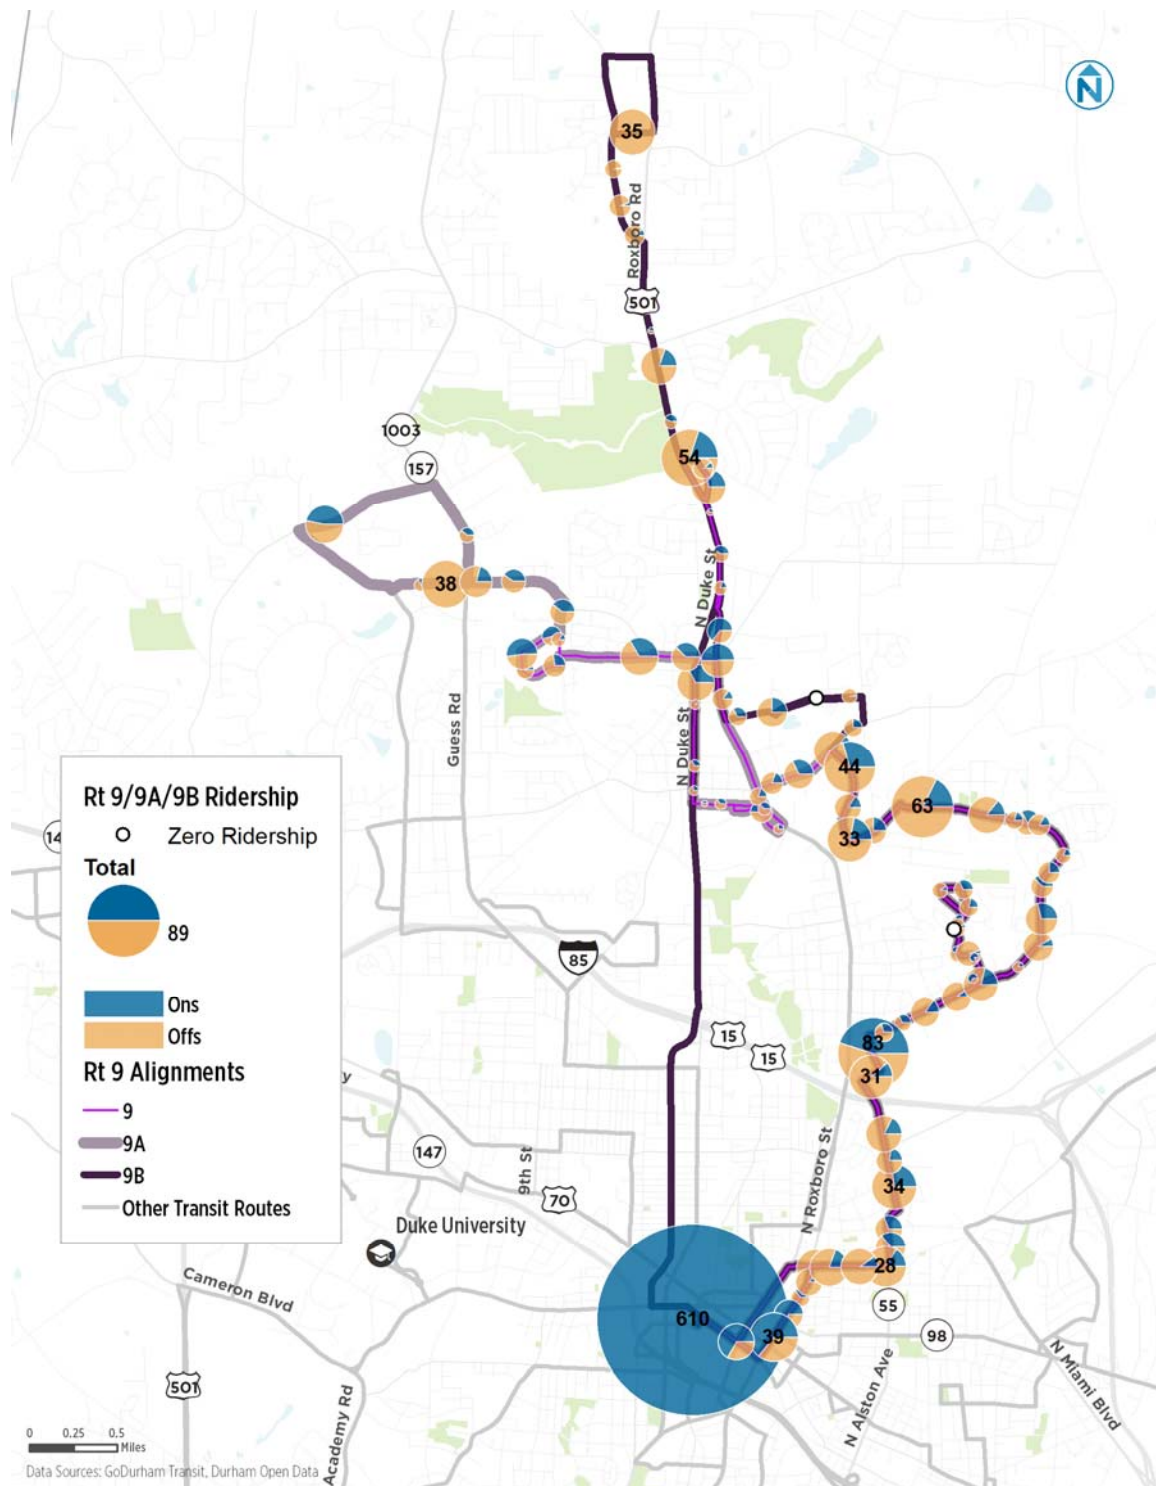 N
35
Roxboro Rd
501
1003
54
157
N Duke St
38
Guess Rd
N Duke St
44
63
33
Rt 9/9A/9B Ridership
Zero Ridership
Total
89
Ons
Offs
Rt 9 Alignments
9
9A
9B
Other Transit Routes
14
85
15
15
83
31
y
147
9th St
70
N Roxboro St
34
Duke University
28
55
610
39
98
Cameron Blvd
501
Academy Rd
N Alston Ave
N Miami Blvd
0 0.25 0.5
Miles
Data Sources: GoDurham Transit, Durham Open Data